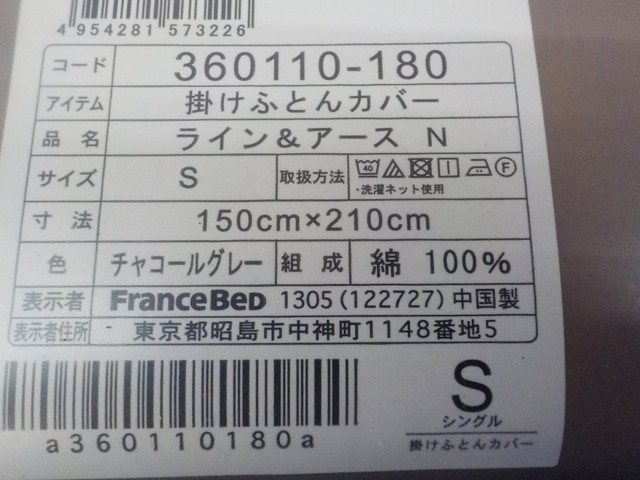 4 954281 573226
コード 360110-180
アイテム 掛けふとんカバー
品名 ライン&アース N
サイズ S 取扱方法 40 F
・洗濯ネット使用
寸法 150cm×210cm
色 チャコールグレー 組成 綿 100%
表示者 FranceBeD 1305 (122727) 中国製
表示者住所 東京都昭島市中神町1148番地5
a360110180a
S
シングル
掛けふとんカバー